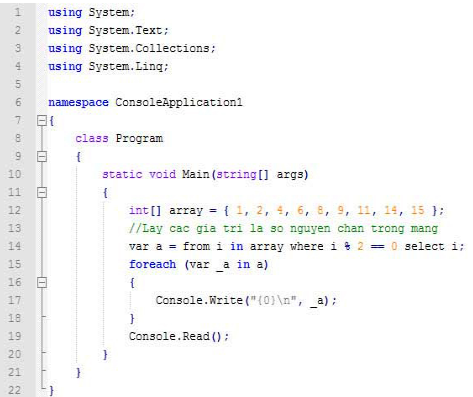 1 using System;
2 using System.Text;
3 using System.Collections;
4 using System.Linq;
5
6 namespace ConsoleApplication1
7 {
8 class Program
9 {
10 static void Main(string[] args)
11 {
12 int[] array = { 1, 2, 4, 6, 8, 9, 11, 14, 15 };
13 //Lay cac gia tri la so nguyen chan trong mang
14 var a = from i in array where i % 2 == 0 select i;
15 foreach (var _a in a)
16 {
17 Console.Write("{0}\n", _a);
18 }
19 Console.Read();
20 }
21 }
22 }